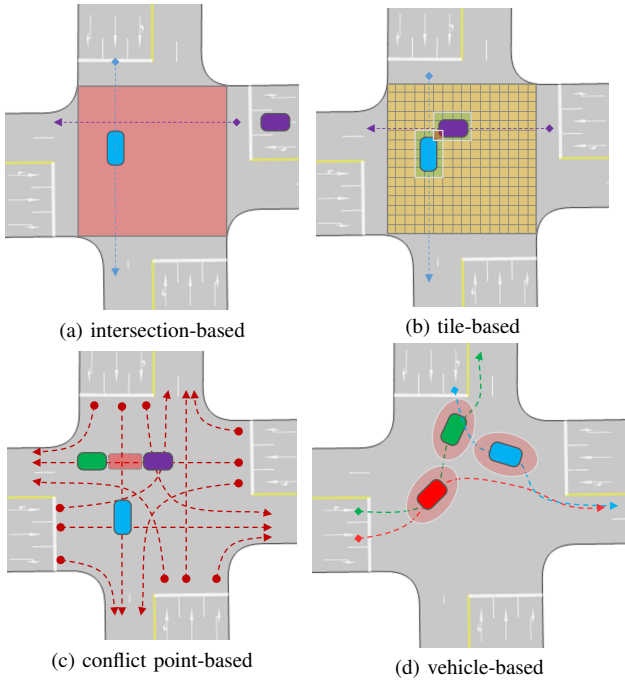 (a) intersection-based
(b) tile-based
(c) conflict point-based
(d) vehicle-based